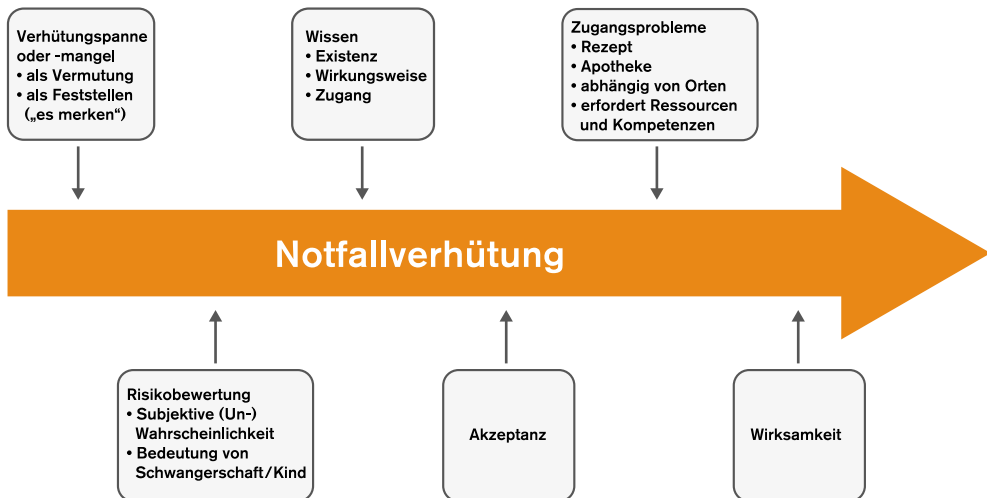 Verhütungspanne
oder -mangel
• als Vermutung
• als Feststellen
(„es merken“)
Wissen
• Existenz
• Wirkungsweise
• Zugang
Zugangsprobleme
• Rezept
• Apotheke
• abhängig von Orten
• erfordert Ressourcen
und Kompetenzen
Notfallverhütung
Risikobewertung
• Subjektive (Un-)
Wahrscheinlichkeit
• Bedeutung von
Schwangerschaft/Kind
Akzeptanz
Wirksamkeit